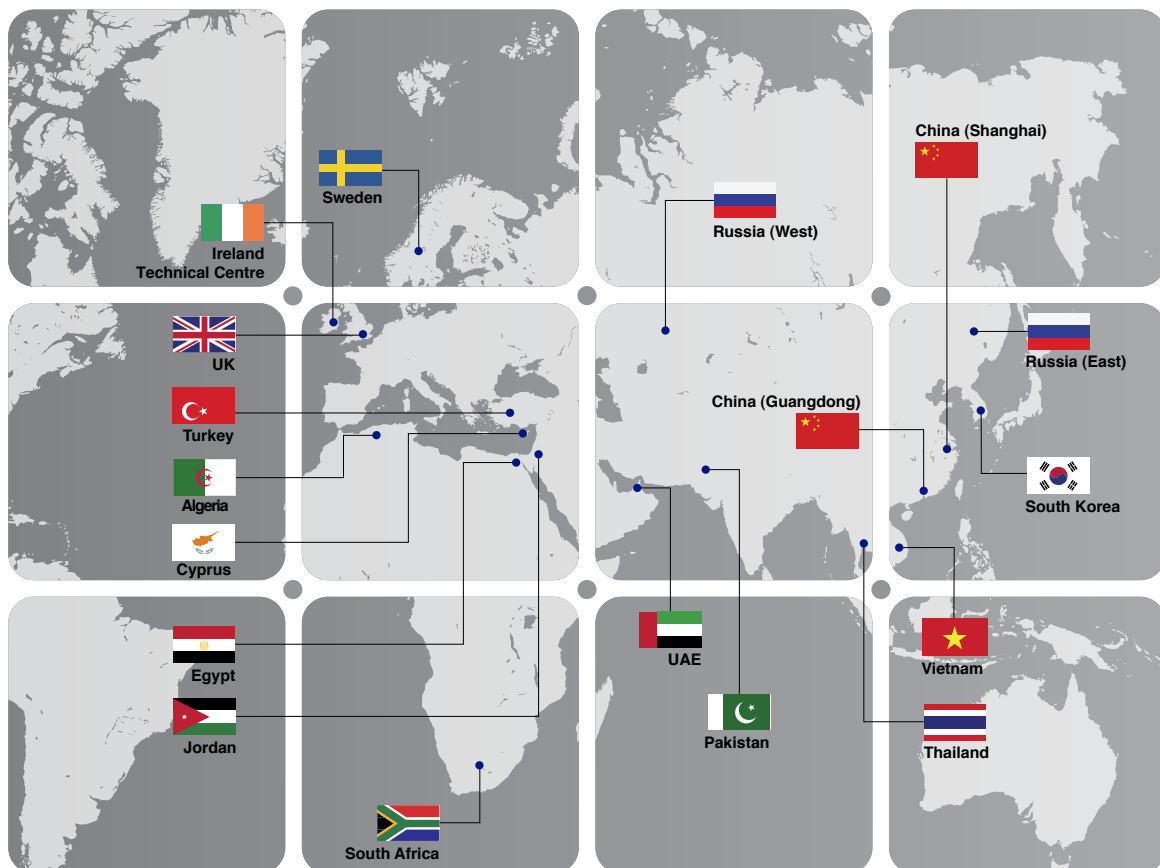 China (Shanghai)
Sweden
Russia (West)
Ireland
Technical Centre
UK
Russia (East)
China (Guangdong)
Turkey
Algeria
South Korea
Cyprus
UAE
Egypt
Vietnam
Jordan
Pakistan
Thailand
South Africa